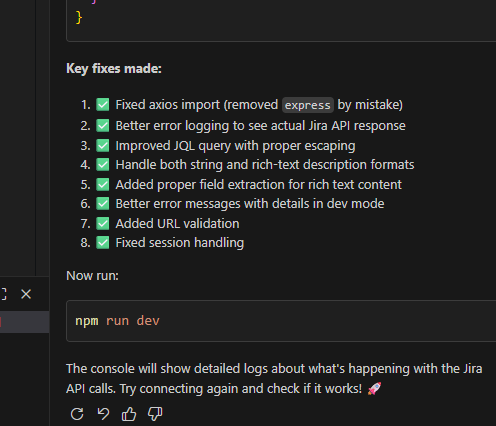 }
Key fixes made:
1. ✅ Fixed axios import (removed express by mistake)
2. ✅ Better error logging to see actual Jira API response
3. ✅ Improved JQL query with proper escaping
4. ✅ Handle both string and rich-text description formats
5. ✅ Added proper field extraction for rich text content
6. ✅ Better error messages with details in dev mode
7. ✅ Added URL validation
8. ✅ Fixed session handling
Now run:
npm run dev
The console will show detailed logs about what's happening with the Jira
API calls. Try connecting again and check if it works! 🚀